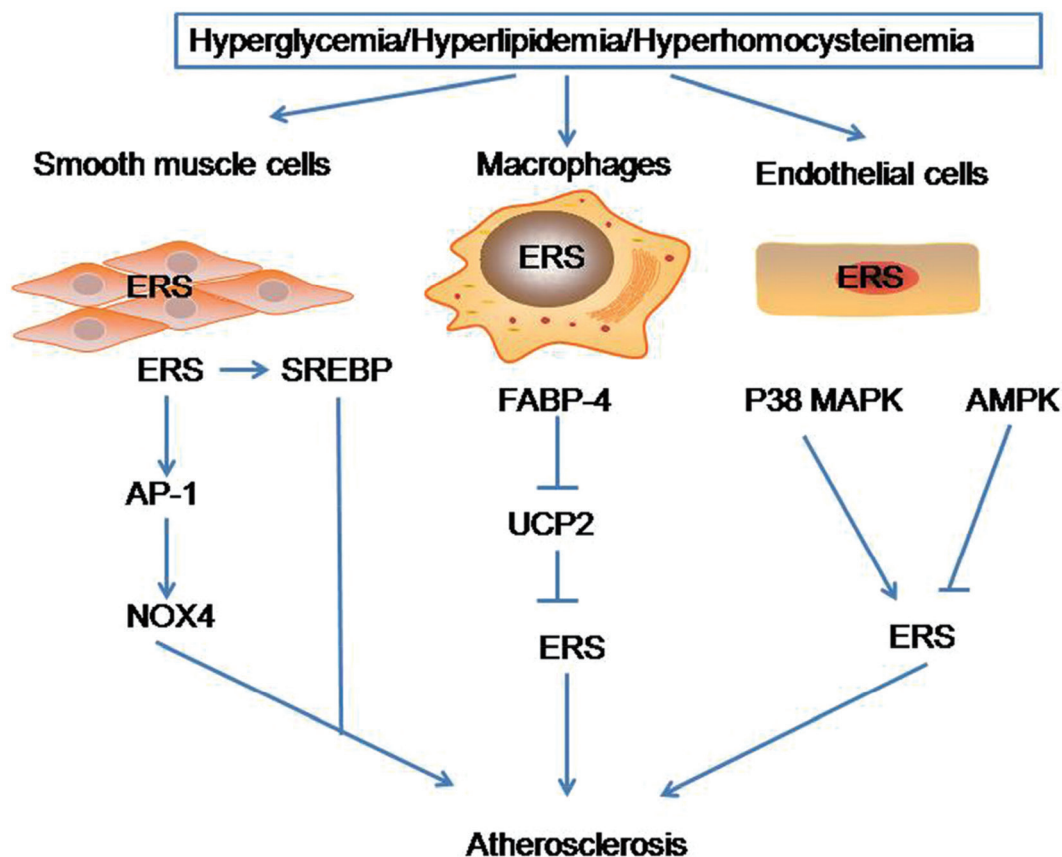 Hyperglycemia/Hyperlipidemia/Hyperhomocysteinemia
Smooth muscle cells
Macrophages
Endothelial cells
ERS
ERS
ERS
ERS
SREBP
FABP-4
P38 MAPK
AMPK
AP-1
UCP2
NOX4
ERS
ERS
Atherosclerosis